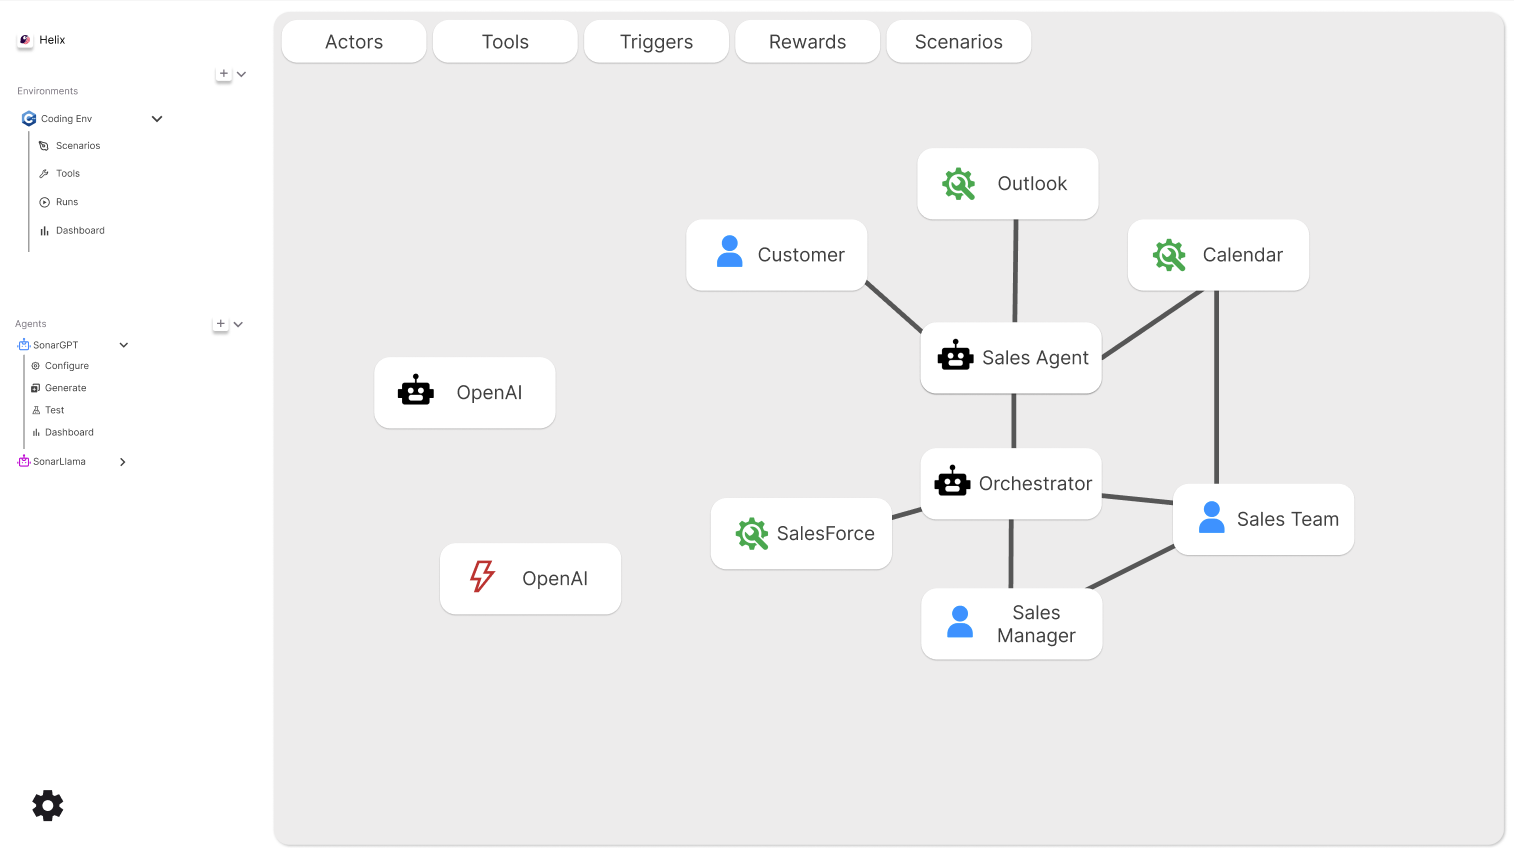 Helix
Environments
Coding Env
Scenarios
Tools
Runs
Dashboard
Agents
SonarGPT
Configure
Generate
Test
Dashboard
SonarLlama
Actors
Tools
Triggers
Rewards
Scenarios
Outlook
Customer
Calendar
Sales Agent
OpenAI
Orchestrator
SalesForce
Sales Team
OpenAI
Sales
Manager